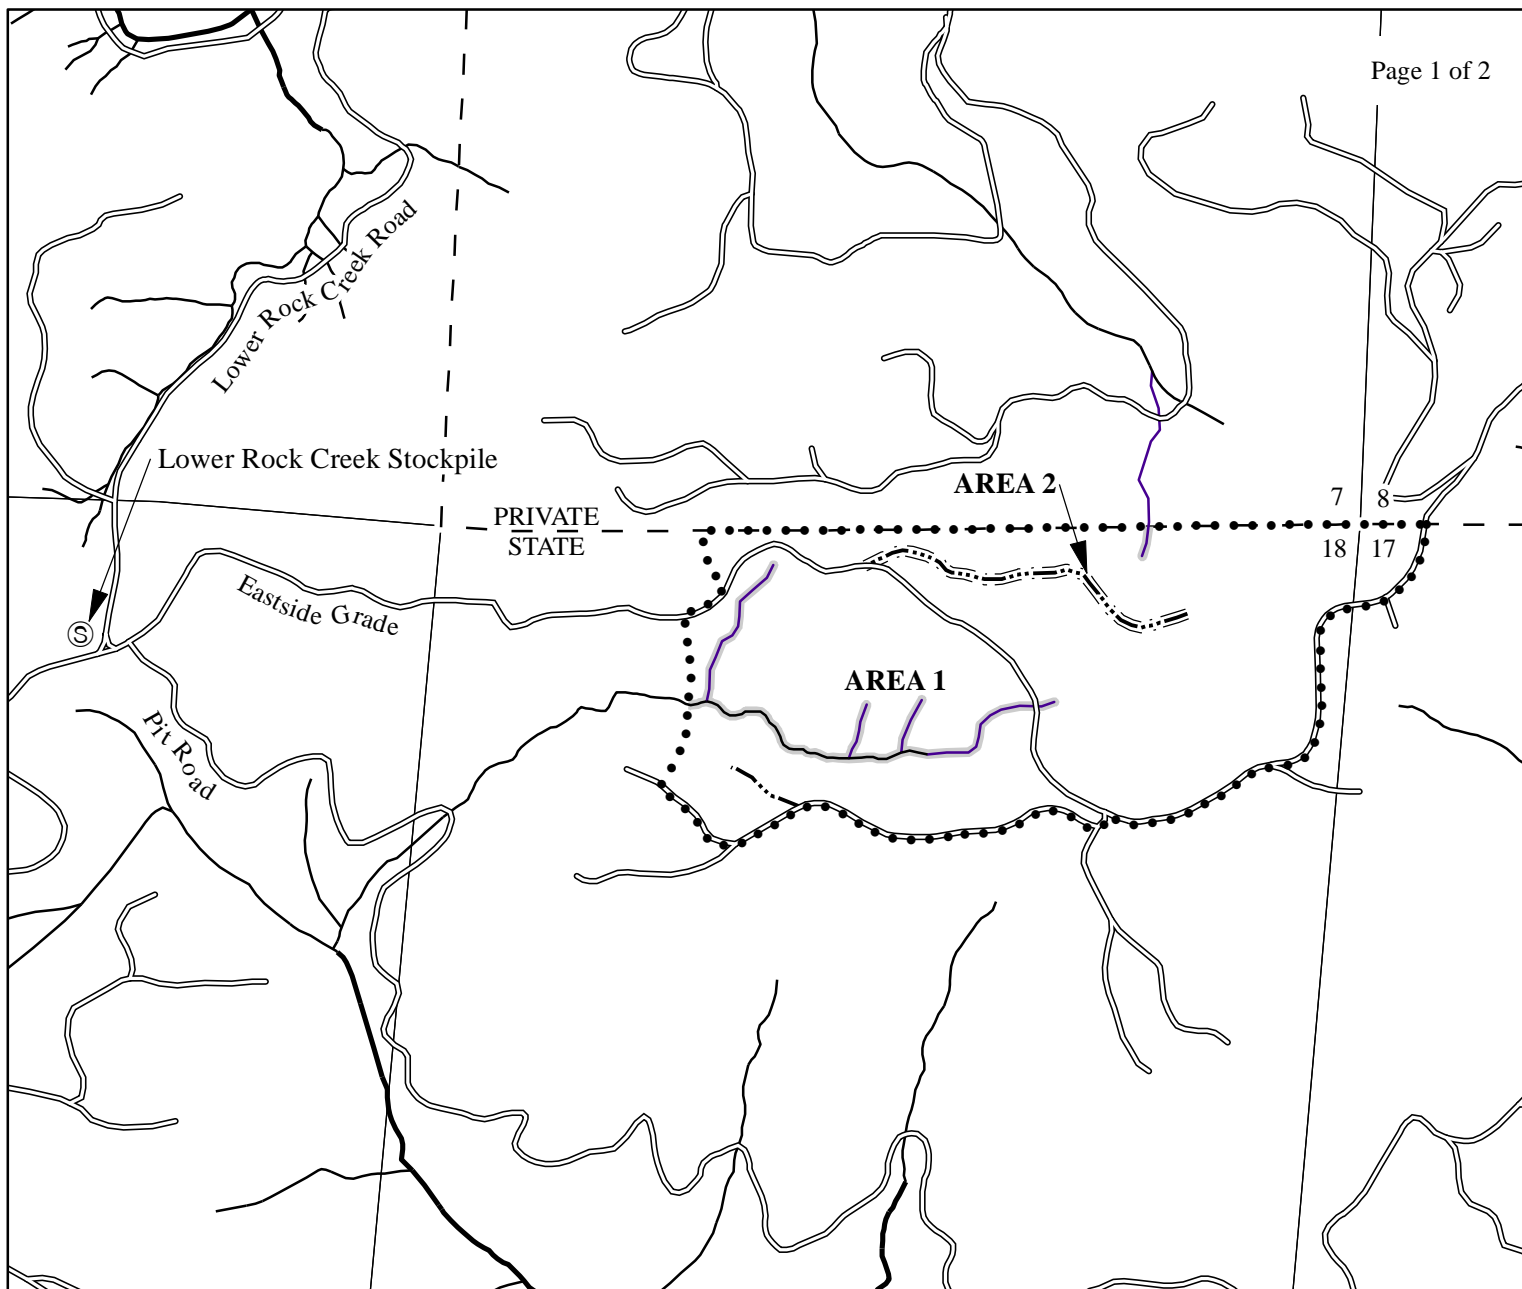 Page 1 of 2
Lower Rock Creek Road
Lower Rock Creek Stockpile
AREA 2
7 8
PRIVATE
STATE
18 17
Eastside Grade
S
AREA 1
Pit Road